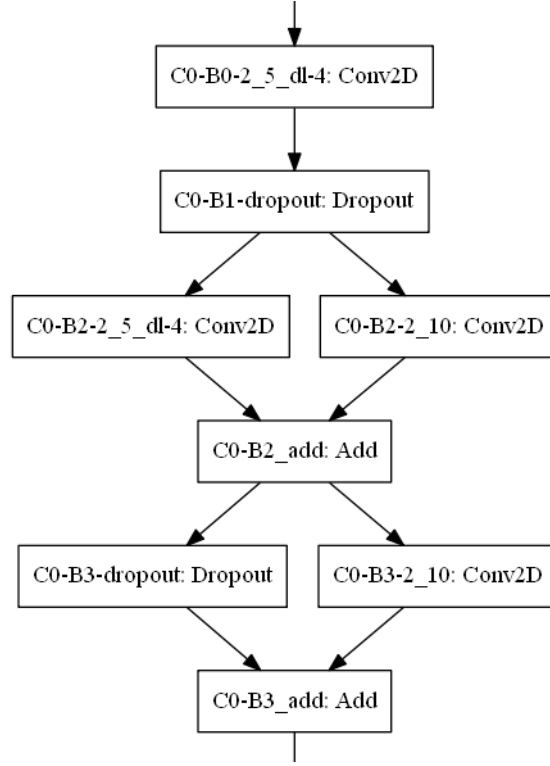 C0-B0-2_5_dl-4: Conv2D
C0-B1-dropout: Dropout
C0-B2-2_5_dl-4: Conv2D
C0-B2-2_10: Conv2D
C0-B2_add: Add
C0-B3-dropout: Dropout
C0-B3-2_10: Conv2D
C0-B3_add: Add